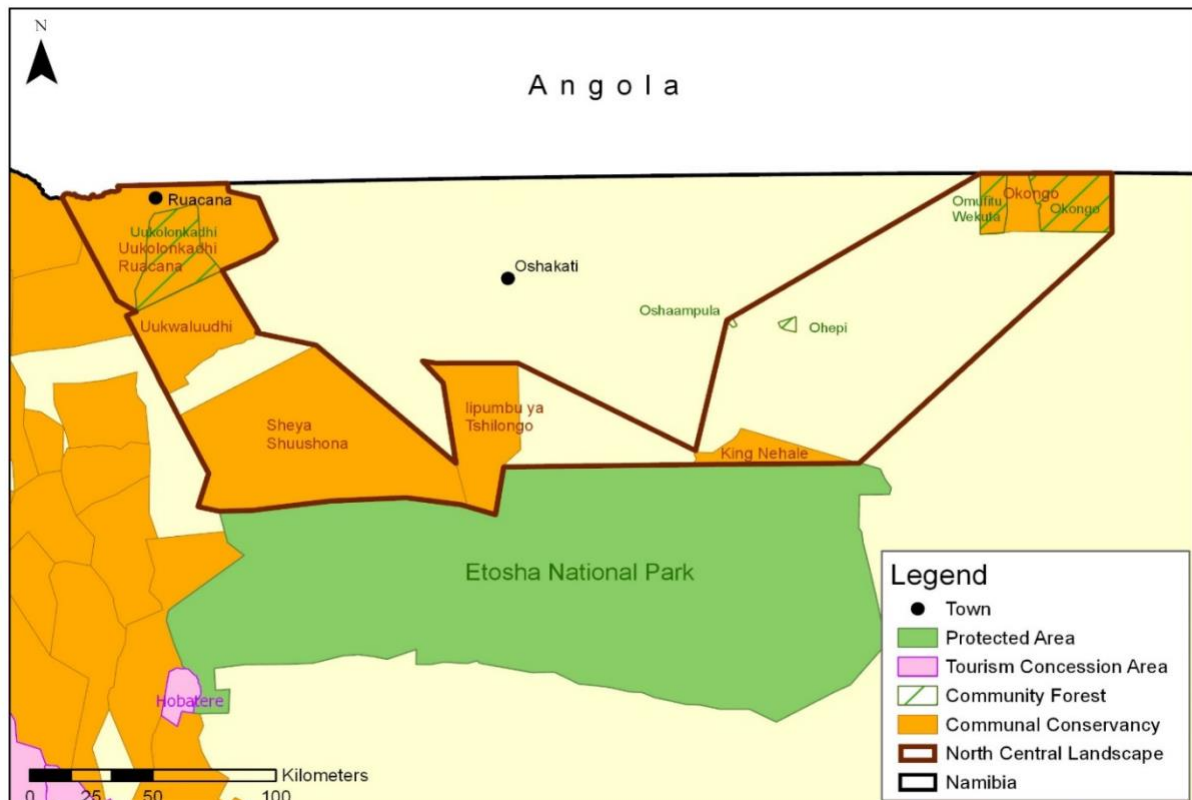 N
Angola
Ruacana
Uukolonkadhi
Uukolonkadhi
Ruacana
Omufitu
Wekuta
Okongo
Okongo
Oshakati
Oshaampula
Ohepi
Uukwaluudhi
Sheya
Shuushona
Iipumbu ya
Tshilongo
King Nehale
Etosha National Park
Hobatere
Legend
Town
Protected Area
Tourism Concession Area
Community Forest
Communal Conservancy
North Central Landscape
Namibia
Kilometers
0 25 50 100